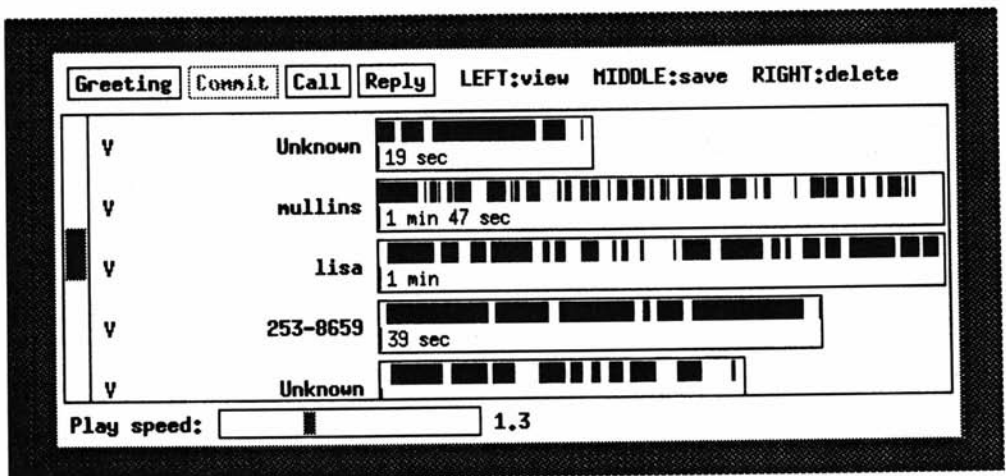 Greeting Commit Call Reply LEFT:view MIDDLE:save RIGHT:delete
V Unknown
19 sec
V mullins
1 min 47 sec
V lisa
1 min
V 253-8659
39 sec
V Unknown
Play speed: 1.3